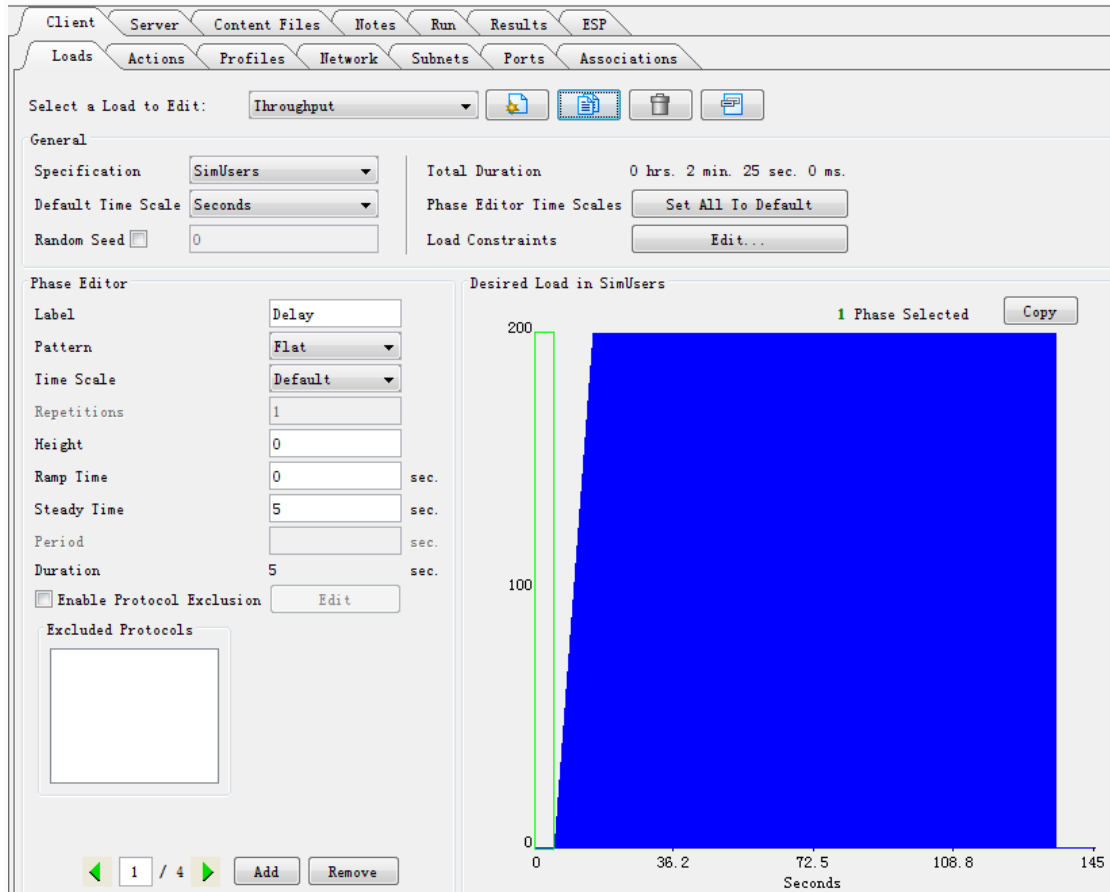 Client Server Content Files Notes Run Results ESP
Loads Actions Profiles Network Subnets Ports Associations
Select a Load to Edit: Throughput
General
Specification SimUsers
Default Time Scale Seconds
Random Seed 0
Total Duration 0 hrs. 2 min. 25 sec. 0 ms.
Phase Editor Time Scales Set All To Default
Load Constraints Edit...
Phase Editor
Label Delay
Pattern Flat
Time Scale Default
Repetitions 1
Height 0
Ramp Time 0 sec.
Steady Time 5 sec.
Period sec.
Duration 5 sec.
Enable Protocol Exclusion Edit
Excluded Protocols
1 / 4 Add Remove
Desired Load in SimUsers
1 Phase Selected Copy
200
100
0
0 36.2 72.5 108.8 145
Seconds